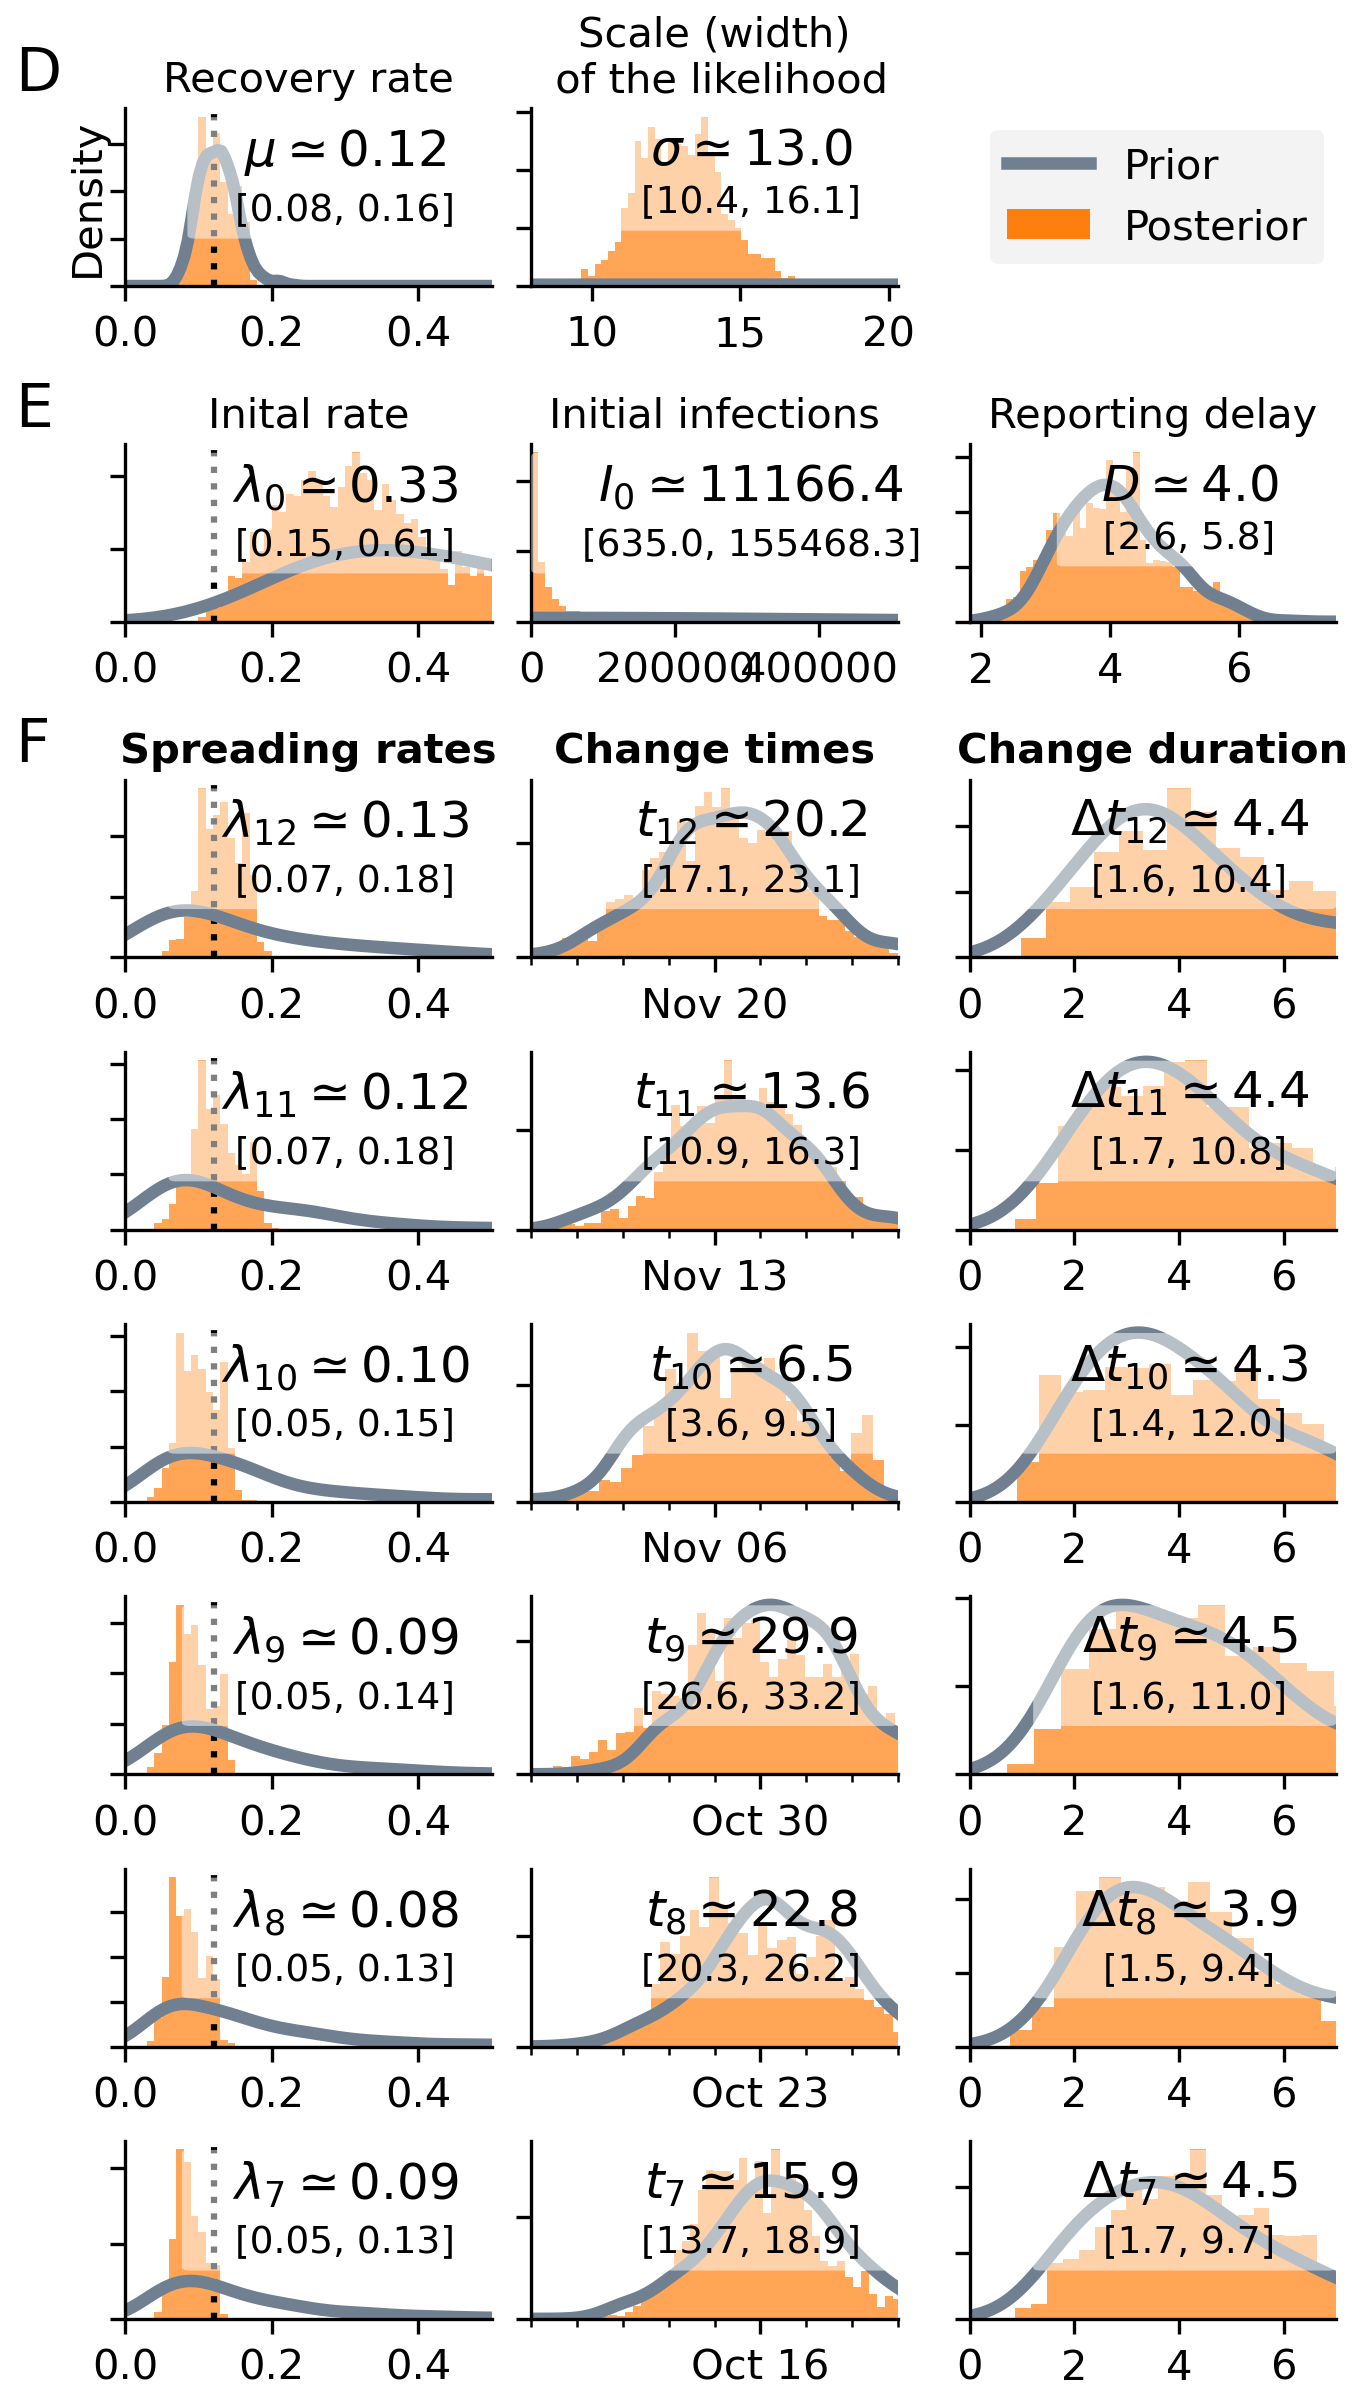 D
Recovery rate
Scale (width)
of the likelihood
Density
μ ≃ 0.12
[0.08, 0.16]
σ ≃ 13.0
[10.4, 16.1]
Prior
Posterior
0.0 0.2 0.4
10 15 20
E
Inital rate
Initial infections
Reporting delay
λ0 ≃ 0.33
[0.15, 0.61]
I0 ≃ 11166.4
[635.0, 155468.3]
D ≃ 4.0
[2.6, 5.8]
0.0 0.2 0.4
0 200000 400000
2 4 6
F
Spreading rates
Change times
Change duration
λ12 ≃ 0.13
[0.07, 0.18]
t12 ≃ 20.2
[17.1, 23.1]
Δt12 ≃ 4.4
[1.6, 10.4]
0.0 0.2 0.4
Nov 20
0 2 4 6
λ11 ≃ 0.12
[0.07, 0.18]
t11 ≃ 13.6
[10.9, 16.3]
Δt11 ≃ 4.4
[1.7, 10.8]
0.0 0.2 0.4
Nov 13
0 2 4 6
λ10 ≃ 0.10
[0.05, 0.15]
t10 ≃ 6.5
[3.6, 9.5]
Δt10 ≃ 4.3
[1.4, 12.0]
0.0 0.2 0.4
Nov 06
0 2 4 6
λ9 ≃ 0.09
[0.05, 0.14]
t9 ≃ 29.9
[26.6, 33.2]
Δt9 ≃ 4.5
[1.6, 11.0]
0.0 0.2 0.4
Oct 30
0 2 4 6
λ8 ≃ 0.08
[0.05, 0.13]
t8 ≃ 22.8
[20.3, 26.2]
Δt8 ≃ 3.9
[1.5, 9.4]
0.0 0.2 0.4
Oct 23
0 2 4 6
λ7 ≃ 0.09
[0.05, 0.13]
t7 ≃ 15.9
[13.7, 18.9]
Δt7 ≃ 4.5
[1.7, 9.7]
0.0 0.2 0.4
Oct 16
0 2 4 6